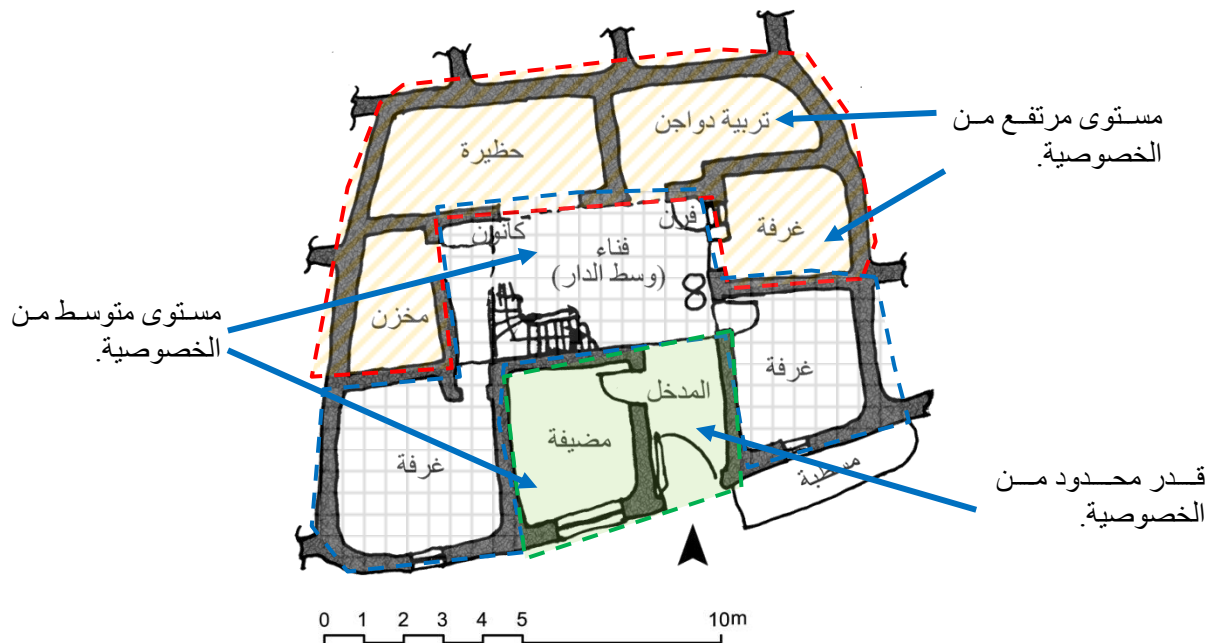 تربية دواجن
حظيرة
مستوى مرتفع من
الخصوصية.
فرن
غرفة
كانون
فناء
(وسط الدار)
مخزن
مستوى متوسط من
الخصوصية.
المدخل
غرفة
مضيفة
غرفة
مسطبة
قدر محدود من
الخصوصية.
0 1 2 3 4 5 10m